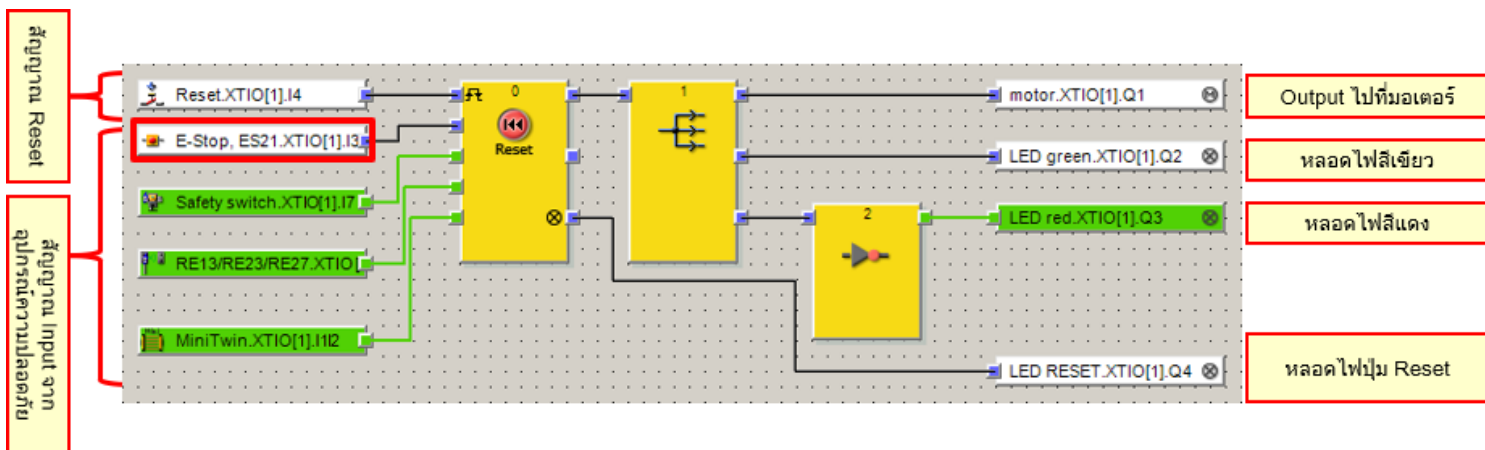 สัญญาณ Reset
สัญญาณ Input จาก
อุปกรณ์ความปลอดภัย
Reset.XTIO[1].I4
E-Stop, ES21.XTIO[1].I3
Safety switch.XTIO[1].I7
RE13/RE23/RE27.XTIO[
MiniTwin.XTIO[1].I1I2
0
Reset
1
2
motor.XTIO[1].Q1
LED green.XTIO[1].Q2
LED red.XTIO[1].Q3
LED RESET.XTIO[1].Q4
Output ไปที่มอเตอร์
หลอดไฟสีเขียว
หลอดไฟสีแดง
หลอดไฟปุ่ม Reset